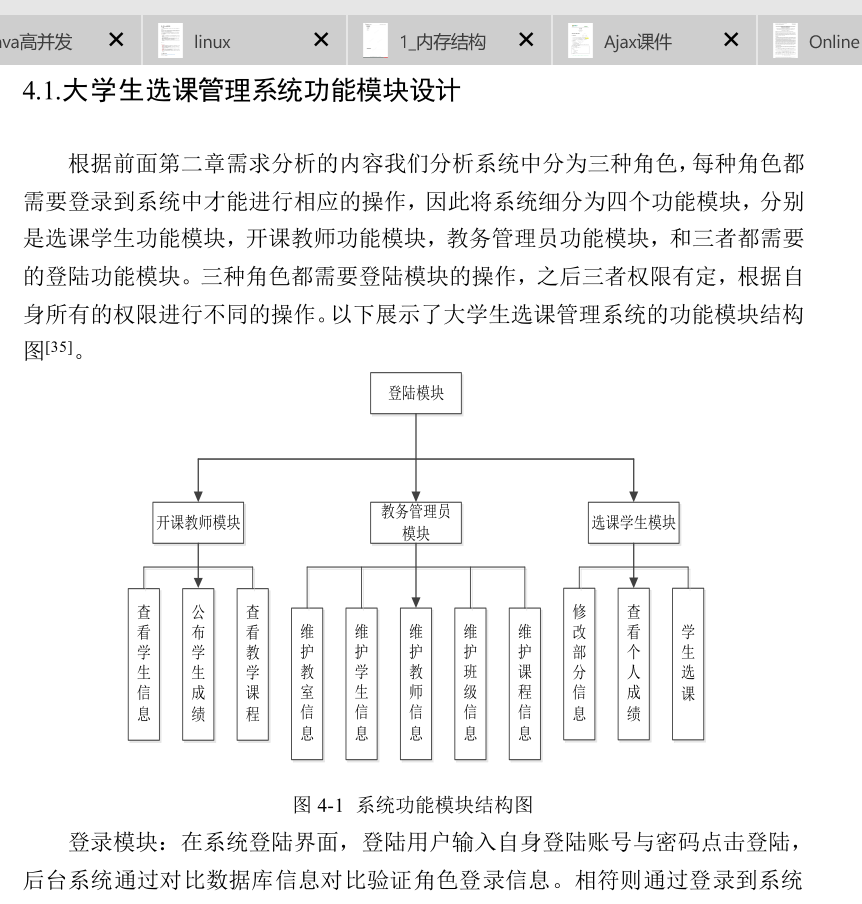 ava高并发
linux
1_内存结构
Ajax课件
Online
4.1.大学生选课管理系统功能模块设计
根据前面第二章需求分析的内容我们分析系统中分为三种角色，每种角色都
需要登录到系统中才能进行相应的操作，因此将系统细分为四个功能模块，分别
是选课学生功能模块，开课教师功能模块，教务管理员功能模块，和三者都需要
的登陆功能模块。三种角色都需要登陆模块的操作，之后三者权限有定，根据自
身所有的权限进行不同的操作。以下展示了大学生选课管理系统的功能模块结构
图[35]。
登陆模块
开课教师模块
教务管理员
模块
选课学生模块
查看学生信息
公布学生成绩
查看教学课程
维护教室信息
维护学生信息
维护教师信息
维护班级信息
维护课程信息
修改部分信息
查看个人成绩
学生选课
图 4-1 系统功能模块结构图
登录模块：在系统登陆界面，登陆用户输入自身登陆账号与密码点击登陆，
后台系统通过对比数据库信息对比验证角色登录信息。相符则通过登录到系统